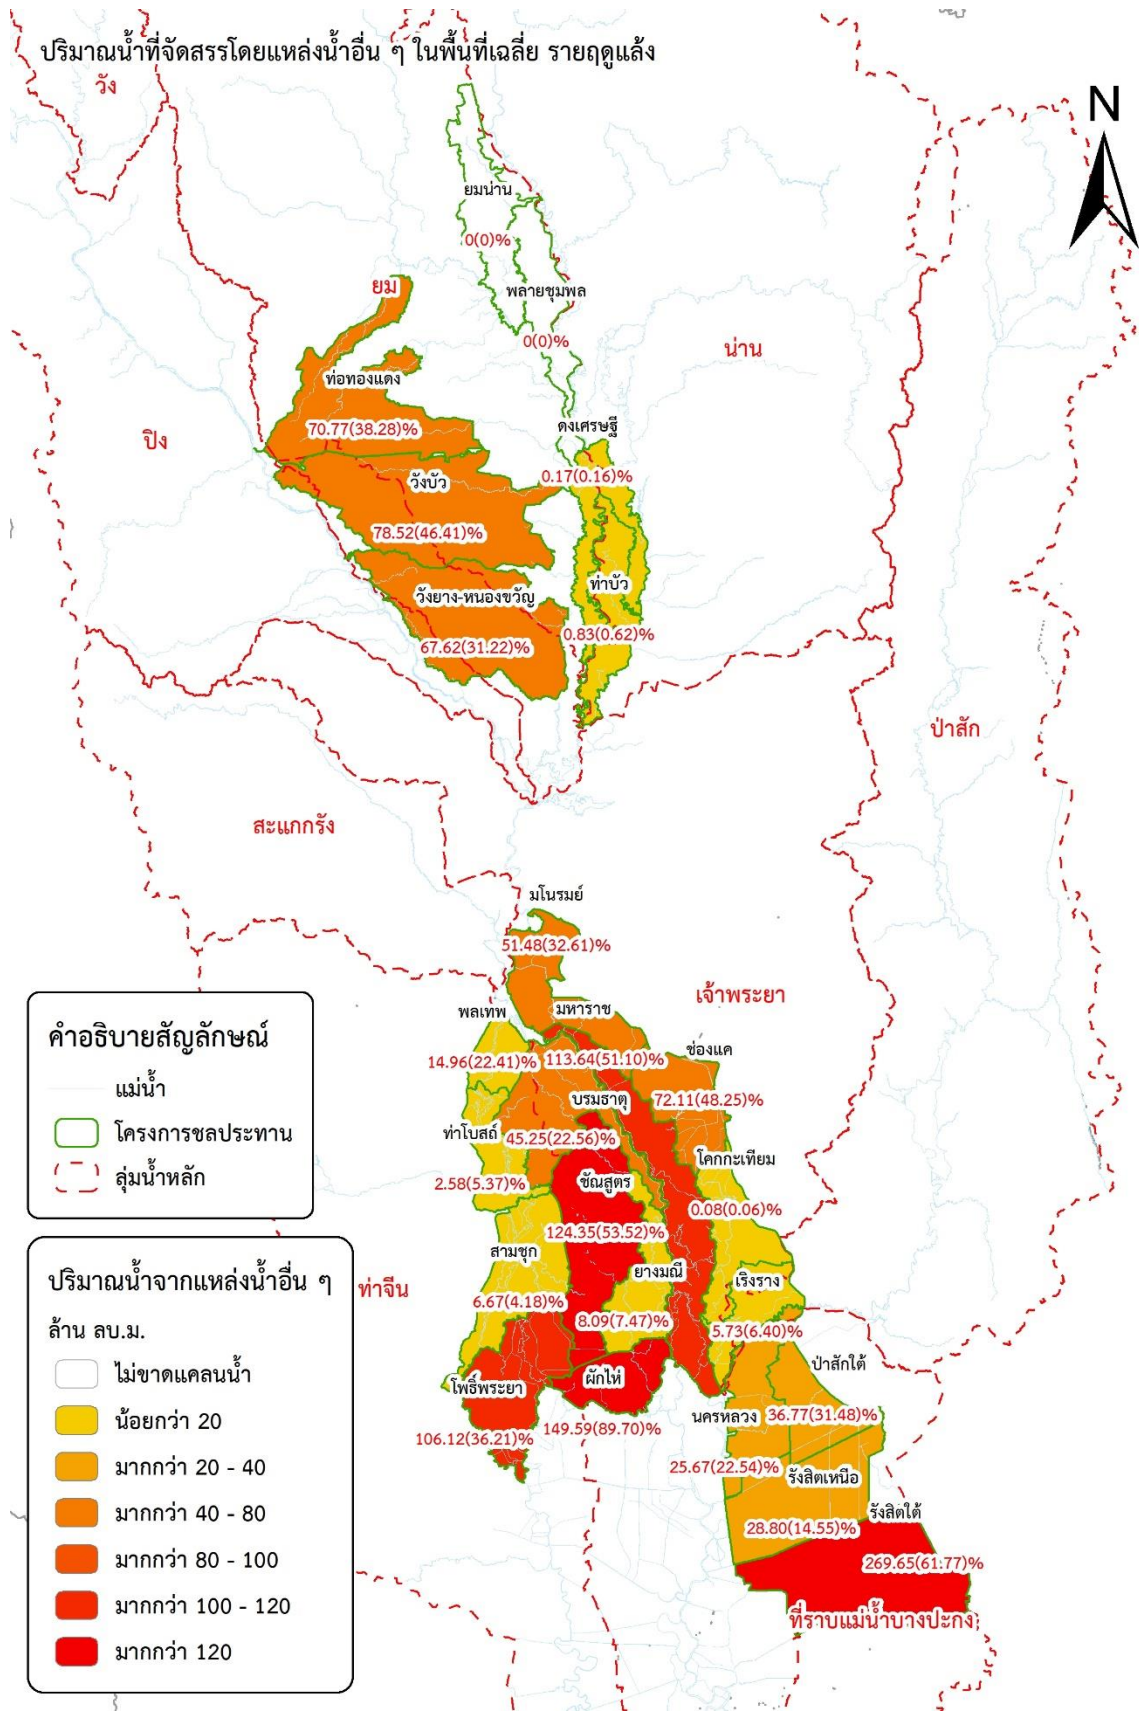 ปริมาณน้ำที่จัดสรรโดยแหล่งน้ำอื่น ๆ ในพื้นที่เฉลี่ย รายฤดูแล้ง
วัง
N
ยมน่าน
0(0)%
ยม
พลายชุมพล
0(0)%
น่าน
ท่อทองแดง
70.77(38.28)%
ปิง
ดงเศรษฐี
0.17(0.16)%
วังบัว
78.52(46.41)%
ท่าบัว
วังยาง-หนองขวัญ
0.83(0.62)%
67.62(31.22)%
ป่าสัก
สะแกกรัง
มโนรมย์
51.48(32.61)%
เจ้าพระยา
พลเทพ
มหาราช
ช่องแค
14.96(22.41)%
113.64(51.10)%
72.11(48.25)%
บรมธาตุ
ท่าโบสถ์
45.25(22.56)%
โคกกะเทียม
2.58(5.37)%
ชัณสูตร
0.08(0.06)%
124.35(53.52)%
สามชุก
ยางมณี
เริงราง
ท่าจีน
6.67(4.18)%
8.09(7.47)%
5.73(6.40)%
ป่าสักใต้
โพธิ์พระยา
ผักไห่
นครหลวง
36.77(31.48)%
106.12(36.21)%
149.59(89.70)%
25.67(22.54)%
รังสิตเหนือ
รังสิตใต้
28.80(14.55)%
269.65(61.77)%
ที่ราบแม่น้ำบางปะกง
คำอธิบายสัญลักษณ์
แม่น้ำ
โครงการชลประทาน
ลุ่มน้ำหลัก
ปริมาณน้ำจากแหล่งน้ำอื่น ๆ
ล้าน ลบ.ม.
ไม่ขาดแคลนน้ำ
น้อยกว่า 20
มากกว่า 20 - 40
มากกว่า 40 - 80
มากกว่า 80 - 100
มากกว่า 100 - 120
มากกว่า 120